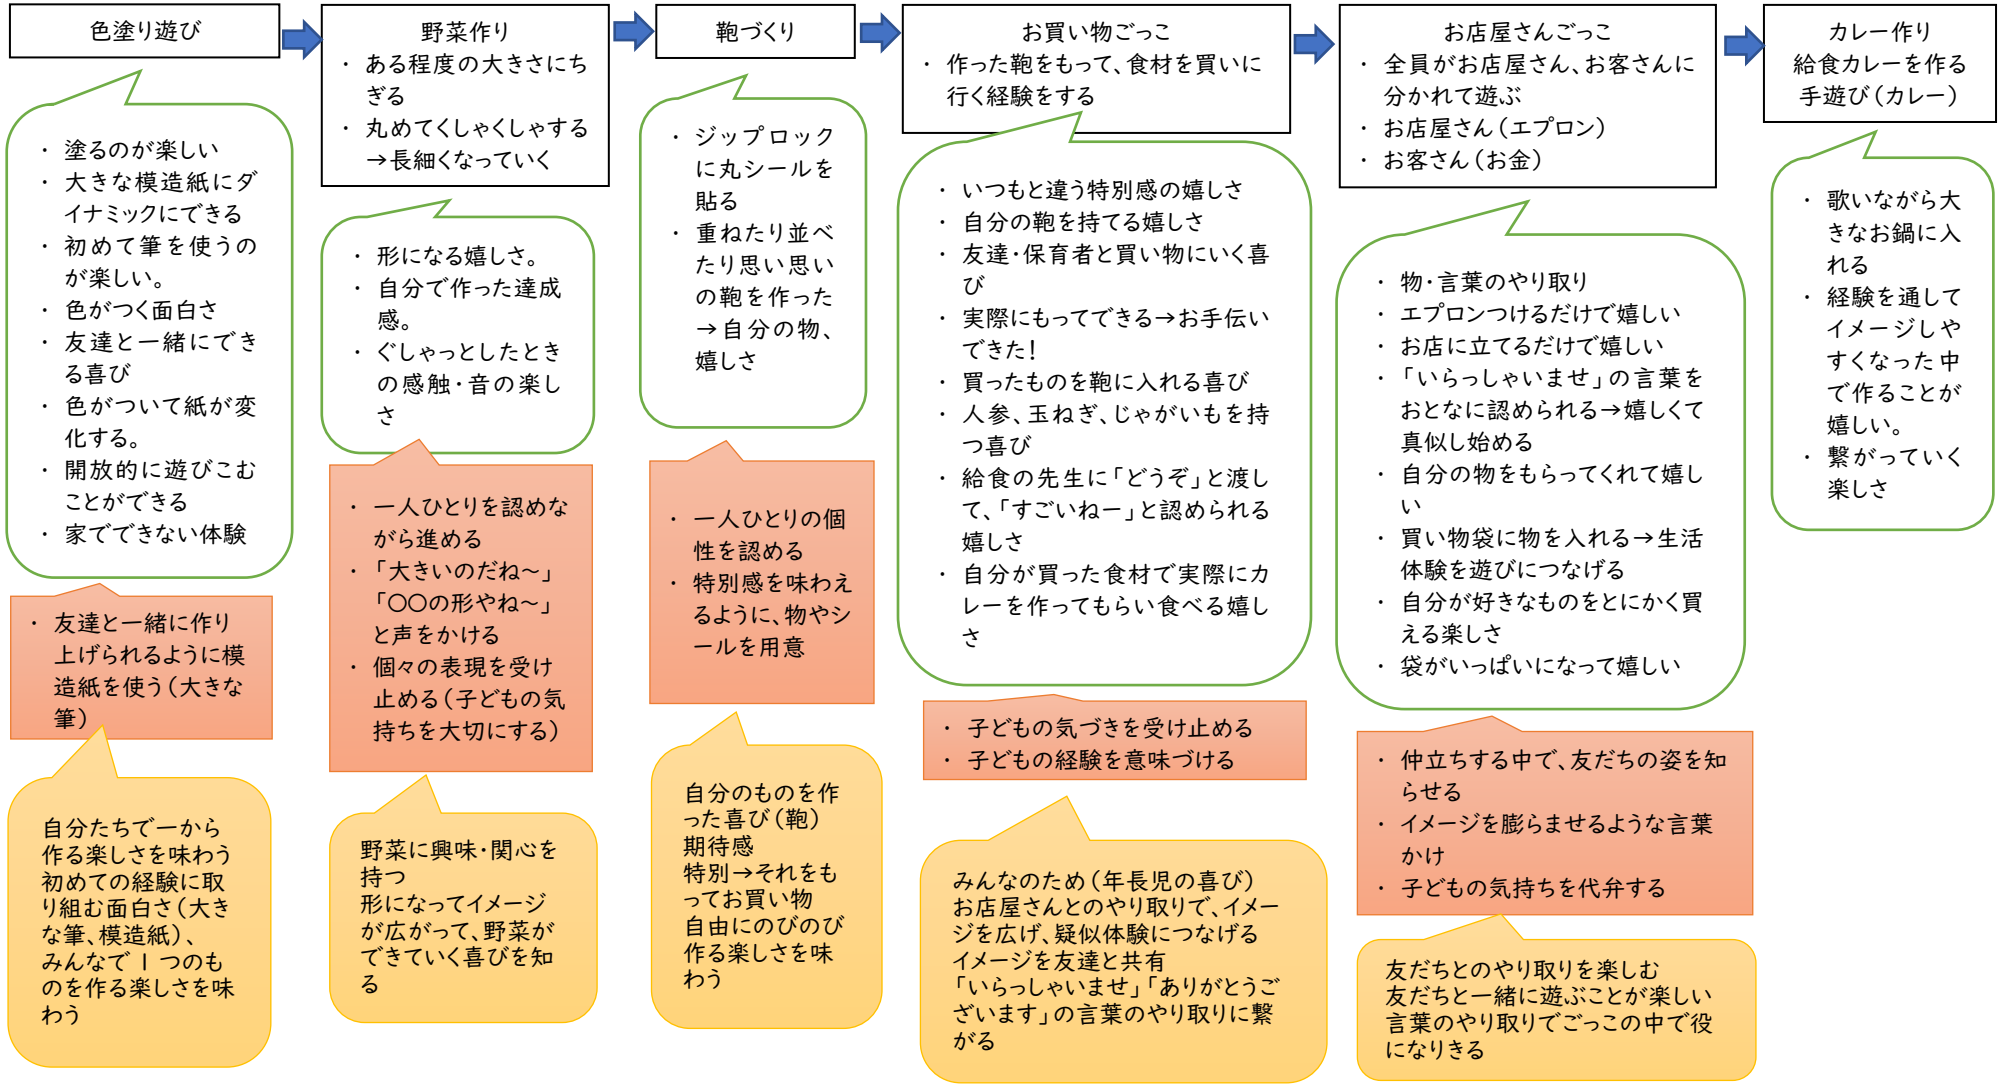 色塗り遊び
野菜作り
・ ある程度の大きさにち
ぎる
・ 丸めてくしゃくしゃする
→長細くなっていく
鞄づくり
お買い物ごっこ
・ 作った鞄をもって、食材を買いに
行く経験をする
お店屋さんごっこ
・ 全員がお店屋さん、お客さんに
分かれて遊ぶ
・ お店屋さん(エプロン)
・ お客さん(お金)
カレー作り
給食カレーを作る
手遊び(カレー)
・ 塗るのが楽しい
・ 大きな模造紙にダ
イナミックにできる
・ 初めて筆を使うの
が楽しい。
・ 色がつく面白さ
・ 友達と一緒にでき
る喜び
・ 色がついて紙が変
化する。
・ 開放的に遊びこむ
ことができる
・ 家でできない体験
・ 形になる嬉しさ。
・ 自分で作った達成
感。
・ ぐしゃっとしたとき
の感触・音の楽し
さ
・ ジップロック
に丸シールを
貼る
・ 重ねたり並べ
たり思い思い
の鞄を作った
→自分の物、
嬉しさ
・ いつもと違う特別感の嬉しさ
・ 自分の鞄を持てる嬉しさ
・ 友達・保育者と買い物にいく喜
び
・ 実際にもってできる→お手伝い
できた!
・ 買ったものを鞄に入れる喜び
・ 人参、玉ねぎ、じゃがいもを持
つ喜び
・ 給食の先生に「どうぞ」と渡し
て、「すごいねー」と認められる
嬉しさ
・ 自分が買った食材で実際にカ
レーを作ってもらい食べる嬉し
さ
・ 物・言葉のやり取り
・ エプロンつけるだけで嬉しい
・ お店に立てるだけで嬉しい
・ 「いらっしゃいませ」の言葉を
おとなに認められる→嬉しくて
真似し始める
・ 自分の物をもらってくれて嬉し
い
・ 買い物袋に物を入れる→生活
体験を遊びにつなげる
・ 自分が好きなものをとにかく買
える楽しさ
・ 袋がいっぱいになって嬉しい
・ 歌いながら大
きなお鍋に入
れる
・ 経験を通して
イメージしや
すくなった中
で作ることが
嬉しい。
・ 繋がっていく
楽しさ
・ 友達と一緒に作り
上げられるように模
造紙を使う(大きな
筆)
・ 一人ひとりを認めな
がら進める
・ 「大きいのだね～」
「〇〇の形やね～」
と声をかける
・ 個々の表現を受け
止める(子どもの気
持ちを大切にする)
・ 一人ひとりの個
性を認める
・ 特別感を味わえ
るように、物やシ
ールを用意
・ 子どもの気づきを受け止める
・ 子どもの経験を意味づける
・ 仲立ちする中で、友だちの姿を知
らせる
・ イメージを膨らませるような言葉
かけ
・ 子どもの気持ちを代弁する
自分たちで一から
作る楽しさを味わう
初めての経験に取
り組む面白さ(大き
な筆、模造紙)、
みんなで1つのも
のを作る楽しさを味
わう
野菜に興味・関心を
持つ
形になってイメージ
が広がって、野菜が
できていく喜びを知
る
自分のものを作
った喜び(鞄)
期待感
特別→それをも
ってお買い物
自由にのびのび
作る楽しさを味
わう
みんなのため(年長児の喜び)
お店屋さんとのやり取りで、イメー
ジを広げ、疑似体験につなげる
イメージを友達と共有
「いらっしゃいませ」「ありがとうご
ざいます」の言葉のやり取りに繋
がる
友だちとのやり取りを楽しむ
友だちと一緒に遊ぶことが楽しい
言葉のやり取りでごっこの中で役
になりきる